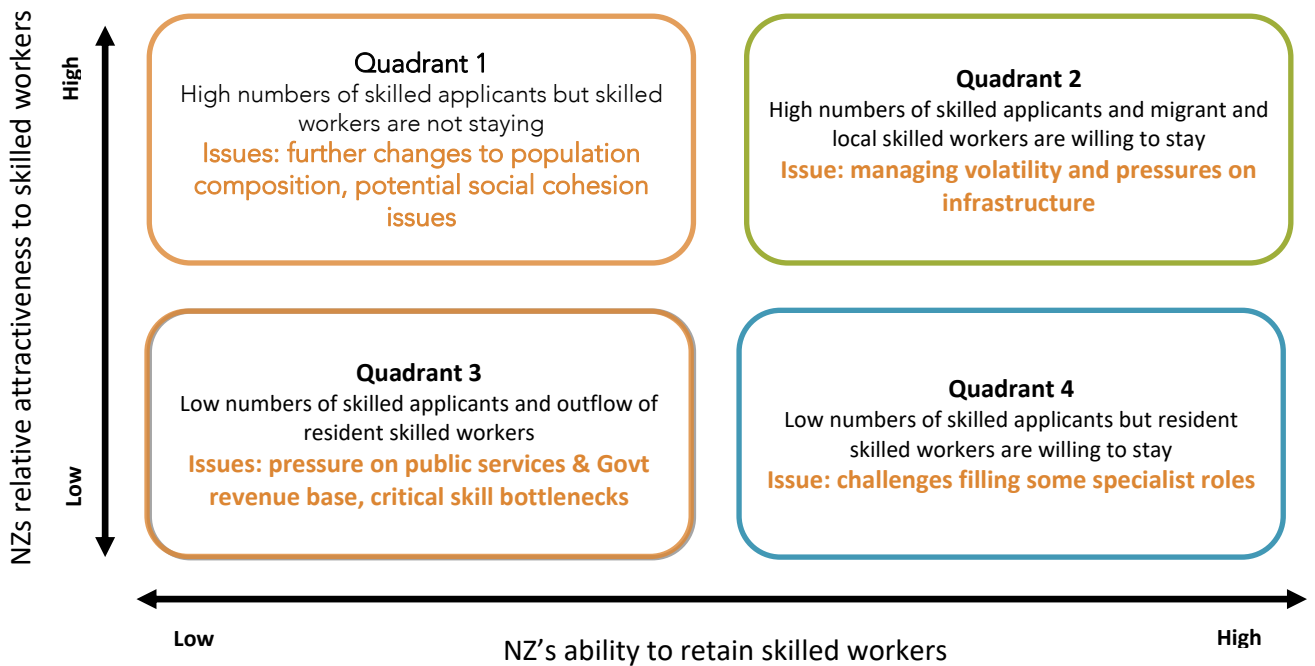 NZs relative attractiveness to skilled workers
High
Low
Quadrant 1
High numbers of skilled applicants but skilled
workers are not staying
Issues: further changes to population
composition, potential social cohesion
issues
Quadrant 2
High numbers of skilled applicants and migrant and
local skilled workers are willing to stay
Issue: managing volatility and pressures on
infrastructure
Quadrant 3
Low numbers of skilled applicants and outflow of
resident skilled workers
Issues: pressure on public services & Govt
revenue base, critical skill bottlenecks
Quadrant 4
Low numbers of skilled applicants but resident
skilled workers are willing to stay
Issue: challenges filling some specialist roles
Low
NZ's ability to retain skilled workers
High